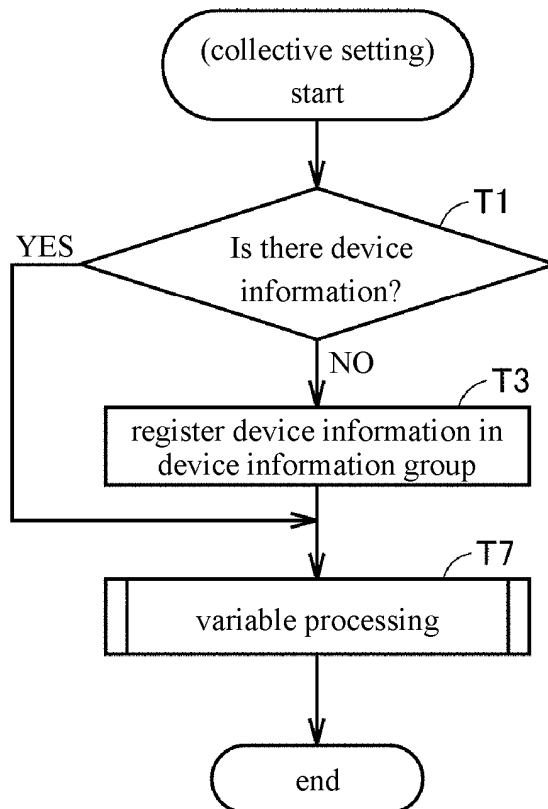 (collective setting)
start
T1
YES
Is there device
information?
NO
T3
register device information in
device information group
T7
variable processing
end